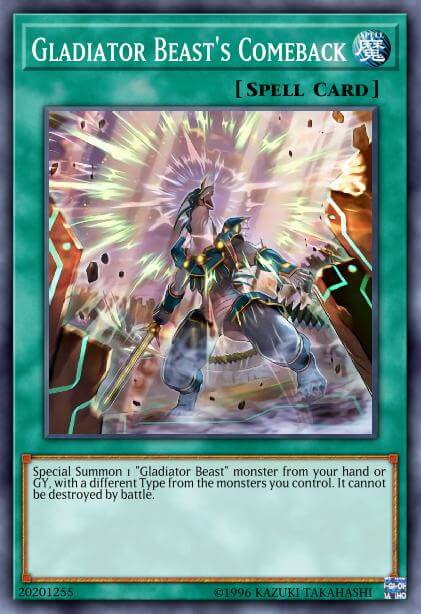 Gladiator Beast's Comeback
[Spell Card]
Special Summon 1 "Gladiator Beast" monster from your hand or
GY, with a different Type from the monsters you control. It cannot
be destroyed by battle.
20201255
©1996 KAZUKI TAKAHASHI